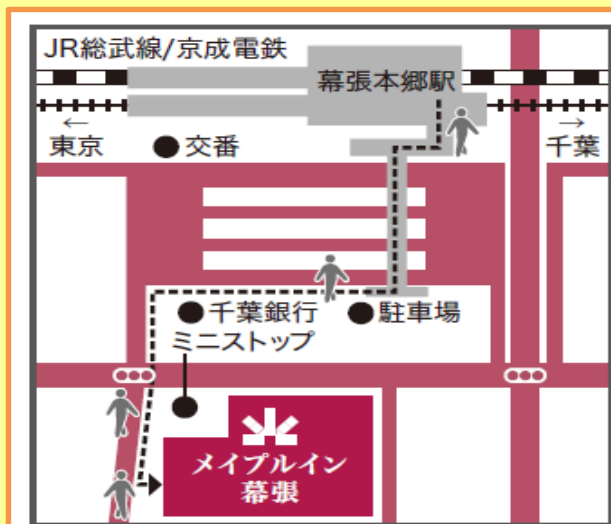 JR総武線/京成電鉄
幕張本郷駅
←
東京
交番
→
千葉
千葉銀行
駐車場
ミニストップ
メイプルイン
幕張